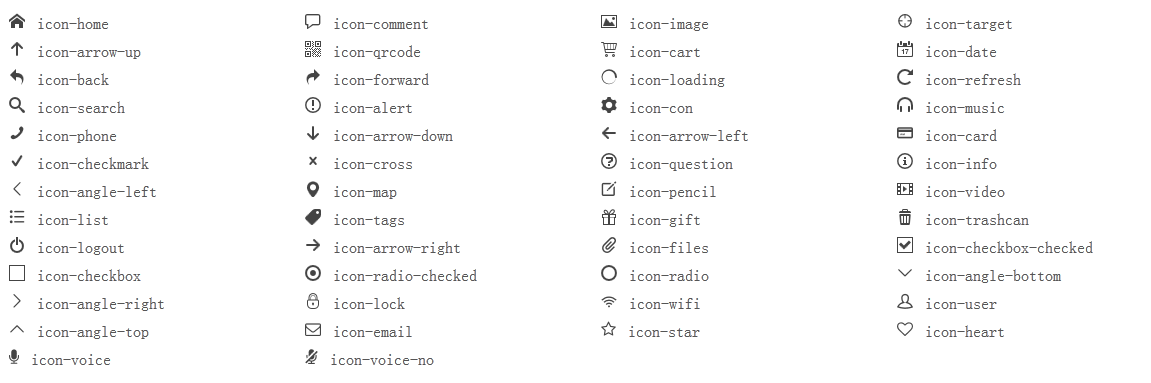 icon-home icon-comment icon-image icon-target
icon-arrow-up icon-qrcode icon-cart 17 icon-date
icon-back icon-forward icon-loading icon-refresh
icon-search icon-alert icon-con icon-music
icon-phone icon-arrow-down icon-arrow-left icon-card
icon-checkmark icon-cross icon-question icon-info
icon-angle-left icon-map icon-pencil icon-video
icon-list icon-tags icon-gift icon-trashcan
icon-logout icon-arrow-right icon-files icon-checkbox-checked
icon-checkbox icon-radio-checked icon-radio icon-angle-bottom
icon-angle-right icon-lock icon-wifi icon-user
icon-angle-top icon-email icon-star icon-heart
icon-voice icon-voice-no